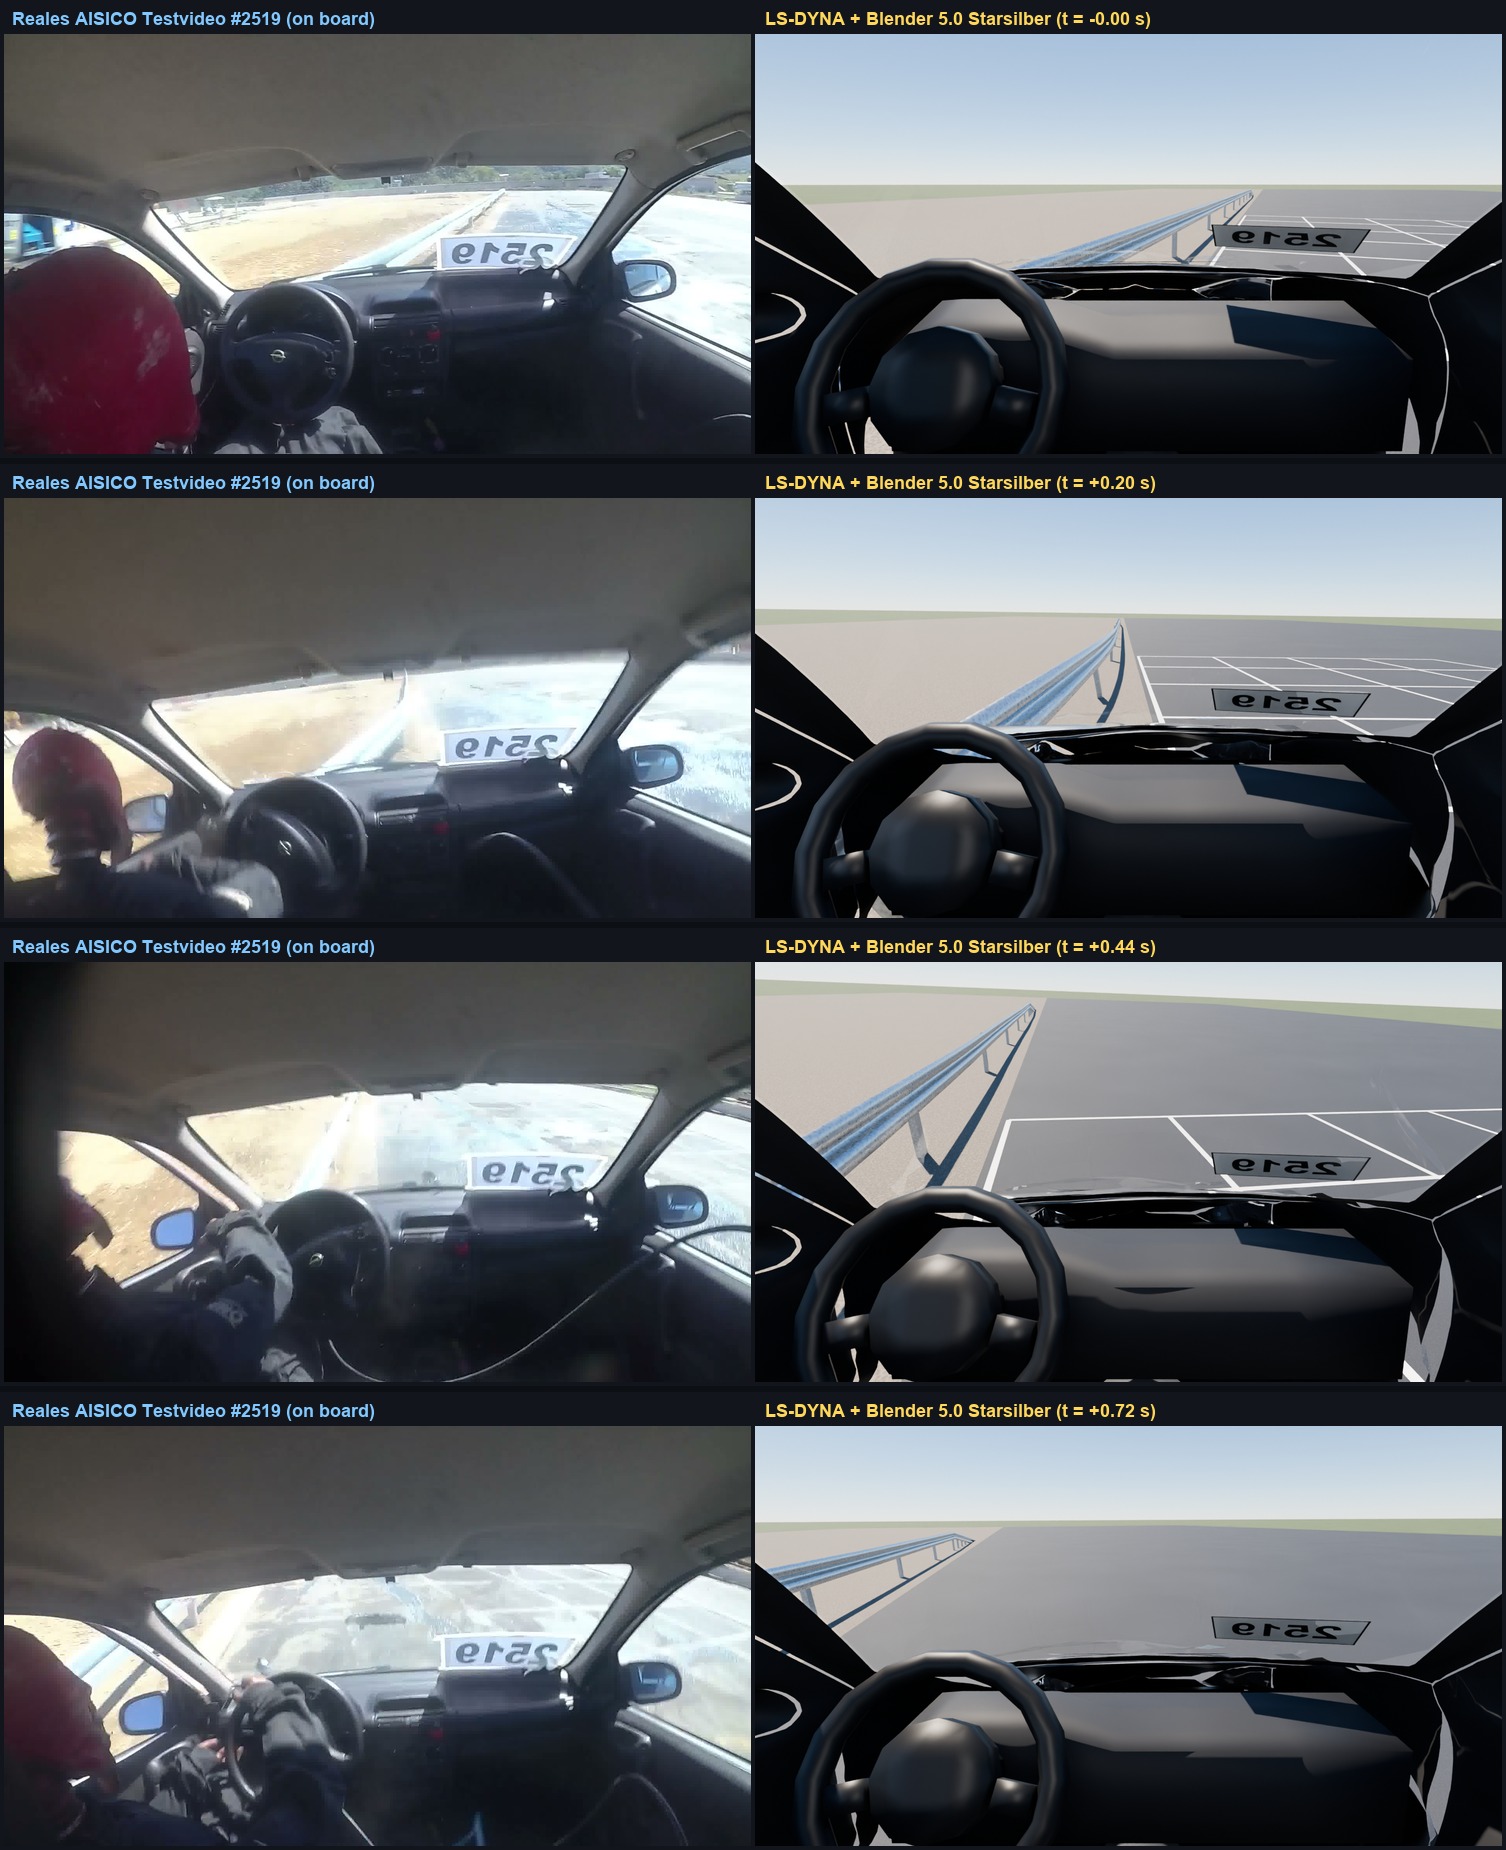 Reales AISICO Testvideo #2519 (on board)
LS-DYNA + Blender 5.0 Starsilber (t = -0.00 s)
2519
2519
Reales AISICO Testvideo #2519 (on board)
LS-DYNA + Blender 5.0 Starsilber (t = +0.20 s)
2519
2519
Reales AISICO Testvideo #2519 (on board)
LS-DYNA + Blender 5.0 Starsilber (t = +0.44 s)
2519
2519
Reales AISICO Testvideo #2519 (on board)
LS-DYNA + Blender 5.0 Starsilber (t = +0.72 s)
2519
2519